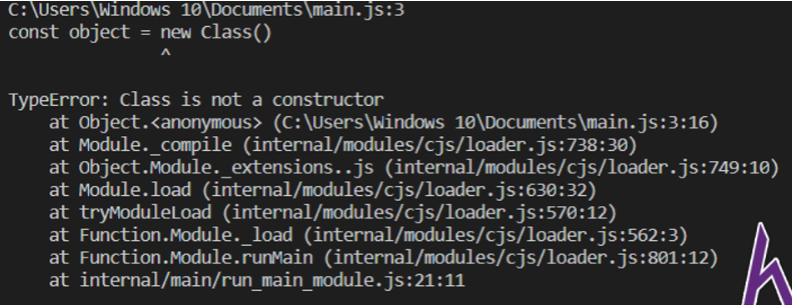 C:\Users\Windows 10\Documents\main.js:3
const object = new Class()
^
TypeError: Class is not a constructor
at Object.<anonymous> (C:\Users\Windows 10\Documents\main.js:3:16)
at Module._compile (internal/modules/cjs/loader.js:738:30)
at Object.Module._extensions..js (internal/modules/cjs/loader.js:749:10)
at Module.load (internal/modules/cjs/loader.js:630:32)
at tryModuleLoad (internal/modules/cjs/loader.js:570:12)
at Function.Module._load (internal/modules/cjs/loader.js:562:3)
at Function.Module.runMain (internal/modules/cjs/loader.js:801:12)
at internal/main/run_main_module.js:21:11